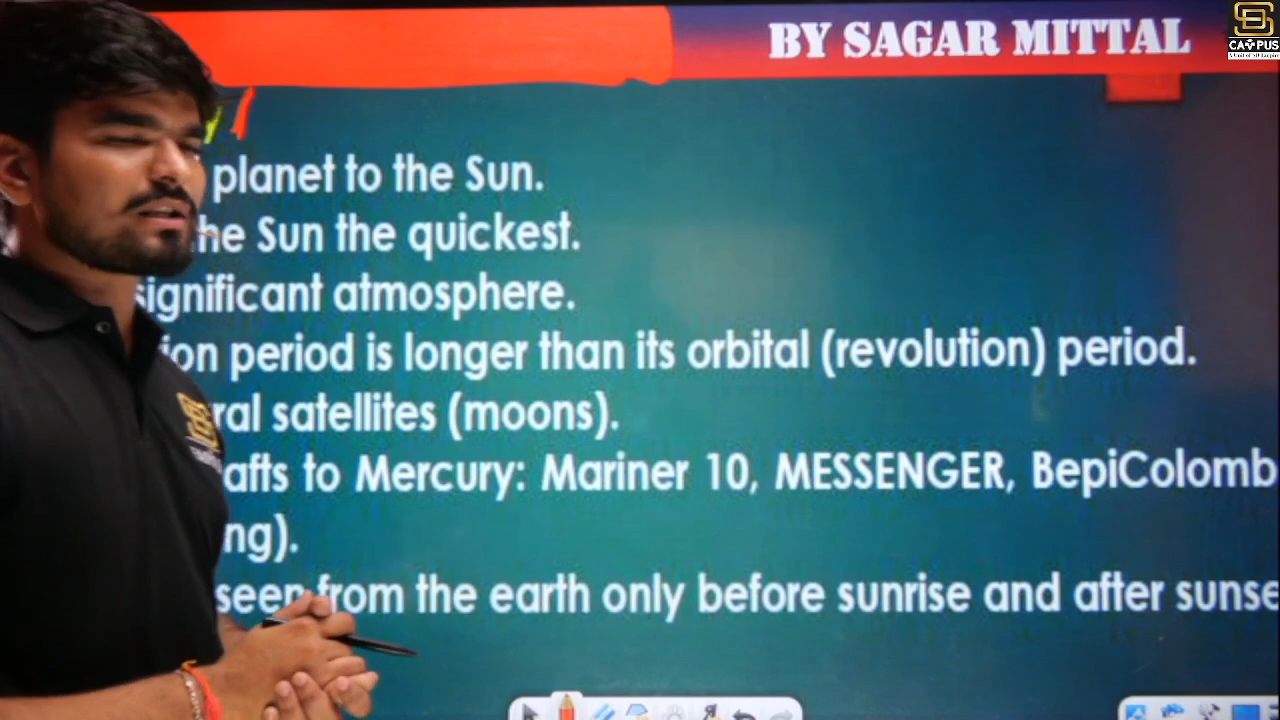 BY SAGAR MITTAL
SD
CAMPUS
planet to the Sun.
the Sun the quickest.
significant atmosphere.
ion period is longer than its orbital (revolution) period.
ral satellites (moons).
afts to Mercury: Mariner 10, MESSENGER, BepiColomb
ng).
seen from the earth only before sunrise and after sunse